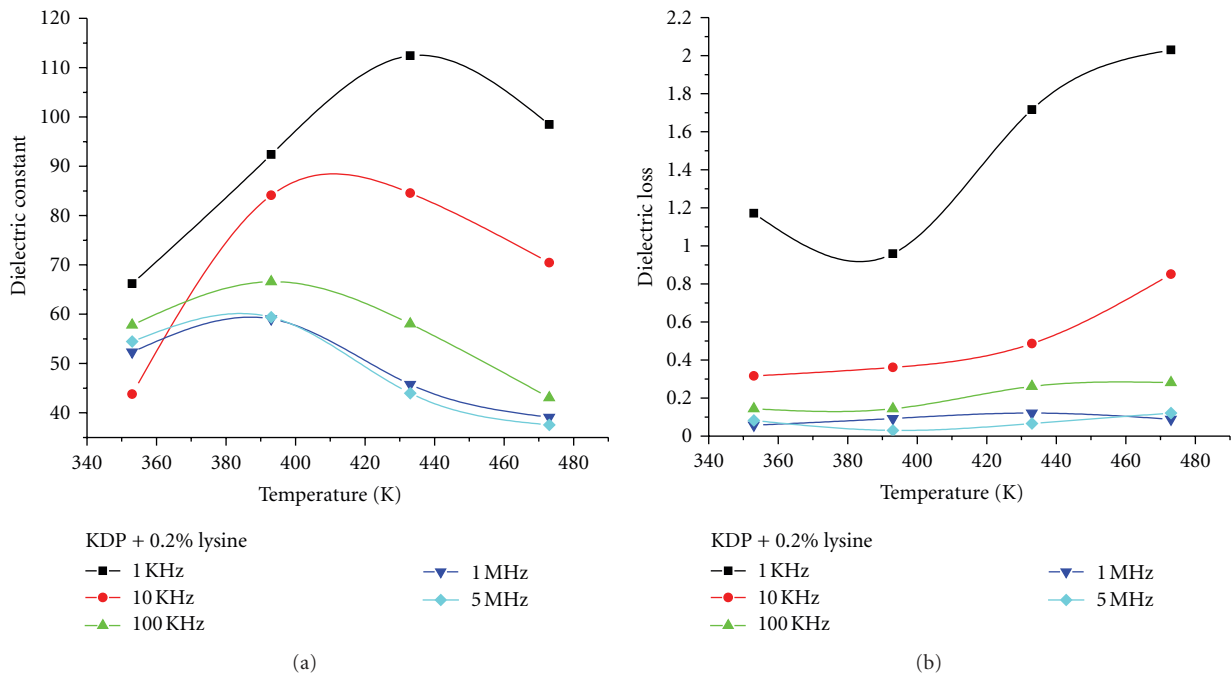 120
110
100
90
80
70
60
50
40
340 360 380 400 420 440 460 480
Dielectric constant
Temperature (K)
KDP + 0.2% lysine
1 KHz
10 KHz
100 KHz
1 MHz
5 MHz
(a)
2.2
2
1.8
1.6
1.4
1.2
1
0.8
0.6
0.4
0.2
0
340 360 380 400 420 440 460 480
Dielectric loss
Temperature (K)
KDP + 0.2% lysine
1 KHz
10 KHz
100 KHz
1 MHz
5 MHz
(b)